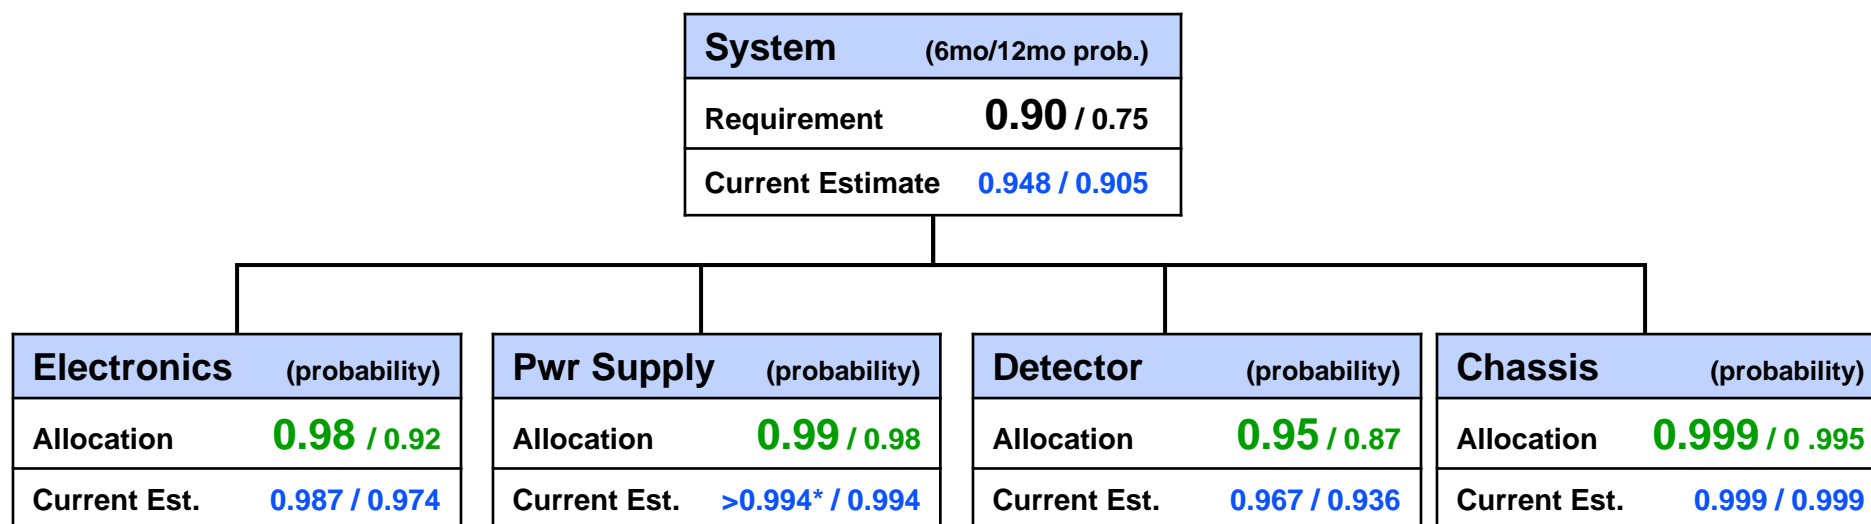 System (6mo/12mo prob.)
Requirement 0.90 / 0.75
Current Estimate 0.948 / 0.905
Electronics (probability)
Allocation 0.98 / 0.92
Current Est. 0.987 / 0.974
Pwr Supply (probability)
Allocation 0.99 / 0.98
Current Est. >0.994* / 0.994
Detector (probability)
Allocation 0.95 / 0.87
Current Est. 0.967 / 0.936
Chassis (probability)
Allocation 0.999 / 0 .995
Current Est. 0.999 / 0.999